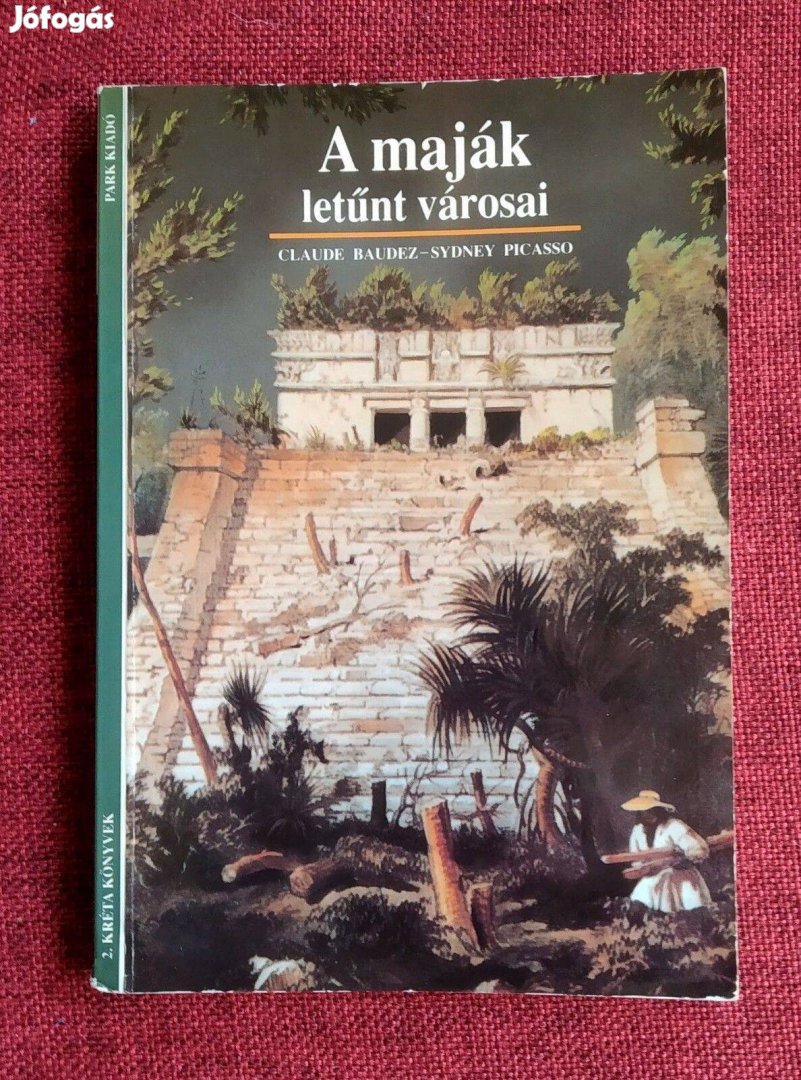 Jófogás
PARK KIADÓ
A maják
letűnt városai
CLAUDE BAUDEZ–SYDNEY PICASSO
2. KRÉTA KÖNYVEK